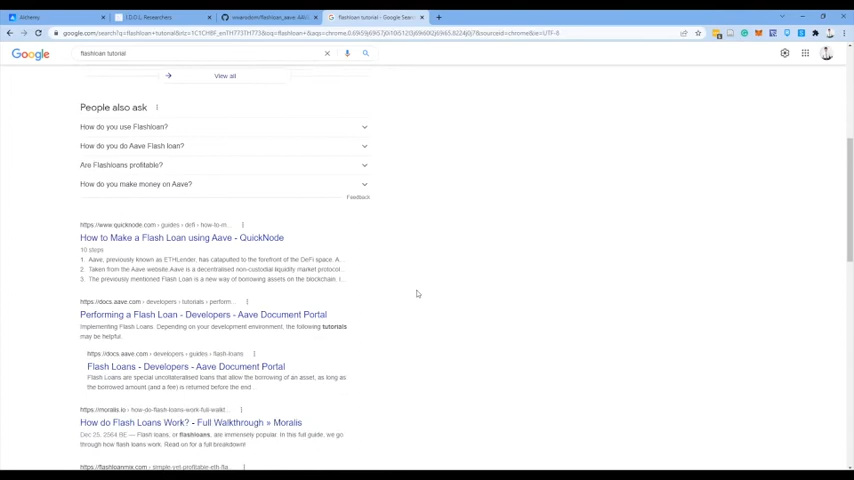 Alchemy
I.D.O.L. Researchers
flashloan tutorial - Google Sear
Google
flashloan tutorial
View all
People also ask
How do you use Flashloan?
How do you do Aave Flash loan?
Are Flashloans profitable?
How do you make money on Aave?
Feedback
https://www.quicknode.com › guides › defi › how-to-m...
How to Make a Flash Loan using Aave - QuickNode
10 steps
1. Aave, previously known as ETHLender, has catapulted to the forefront of the DeFi space. A...
2. Taken from the Aave website.Aave is a decentralised non-custodial liquidity market protocol...
3. The previously mentioned Flash Loan is a new way of borrowing assets on the blockchain. I...
https://docs.aave.com › developers › tutorials › perform...
Performing a Flash Loan - Developers - Aave Document Portal
Implementing Flash Loans. Depending on your development environment, the following tutorials
may be helpful.
https://docs.aave.com › developers › guides › flash-loans
Flash Loans - Developers - Aave Document Portal
Flash Loans are special uncollateralised loans that allow the borrowing of an asset, as long as
the borrowed amount (and a fee) is returned before the end ...
https://moralis.io › how-do-flash-loans-work-full-walkt...
How do Flash Loans Work? - Full Walkthrough » Moralis
Dec 25, 2564 BE — Flash loans, or flashloans, are immensely popular. In this full guide, we go
through how flash loans work. Read on for a full breakdown!